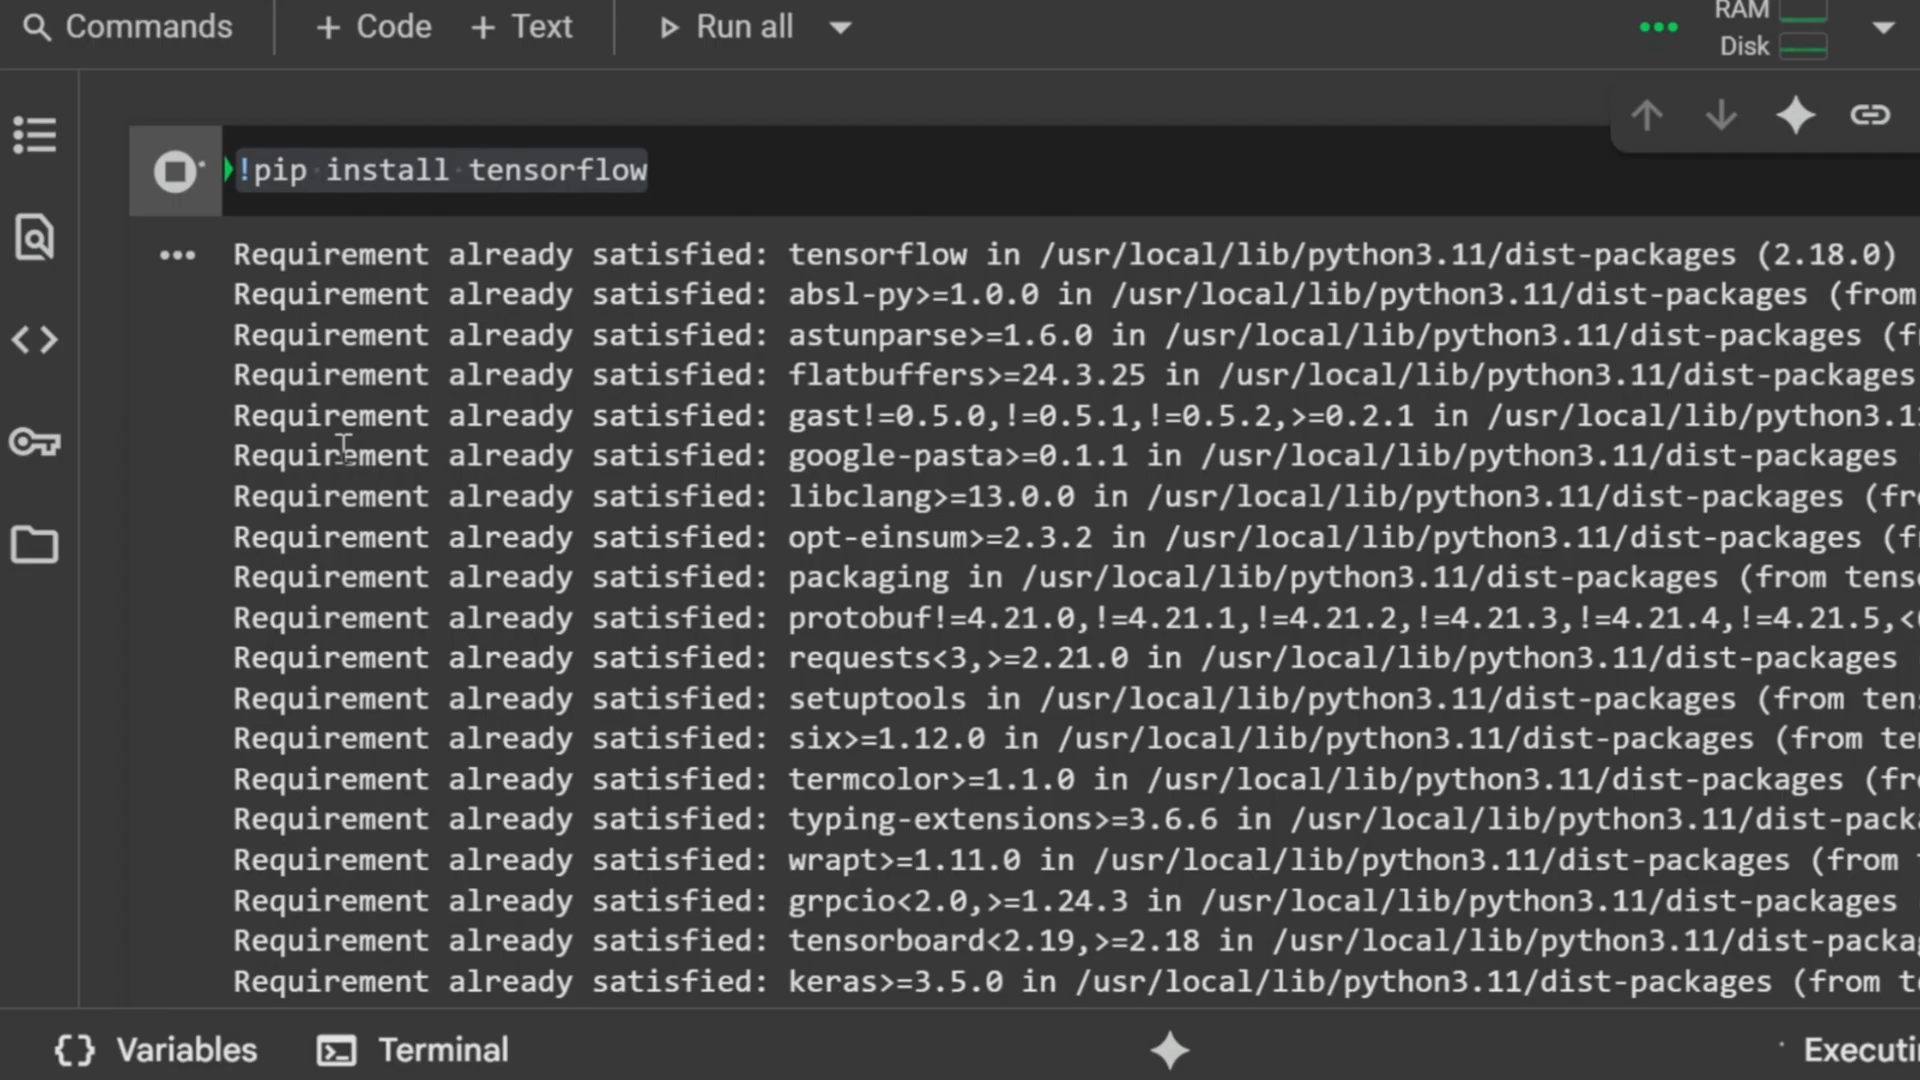 Commands + Code + Text Run all RAM
Disk
!pip install tensorflow
Requirement already satisfied: tensorflow in /usr/local/lib/python3.11/dist-packages (2.18.0)
Requirement already satisfied: absl-py>=1.0.0 in /usr/local/lib/python3.11/dist-packages (from
Requirement already satisfied: astunparse>=1.6.0 in /usr/local/lib/python3.11/dist-packages (f
Requirement already satisfied: flatbuffers>=24.3.25 in /usr/local/lib/python3.11/dist-packages
Requirement already satisfied: gast!=0.5.0,!=0.5.1,!=0.5.2,>=0.2.1 in /usr/local/lib/python3.1
Requirement already satisfied: google-pasta>=0.1.1 in /usr/local/lib/python3.11/dist-packages
Requirement already satisfied: libclang>=13.0.0 in /usr/local/lib/python3.11/dist-packages (fr
Requirement already satisfied: opt-einsum>=2.3.2 in /usr/local/lib/python3.11/dist-packages (f
Requirement already satisfied: packaging in /usr/local/lib/python3.11/dist-packages (from tens
Requirement already satisfied: protobuf!=4.21.0,!=4.21.1,!=4.21.2,!=4.21.3,!=4.21.4,!=4.21.5,<
Requirement already satisfied: requests<3,>=2.21.0 in /usr/local/lib/python3.11/dist-packages
Requirement already satisfied: setuptools in /usr/local/lib/python3.11/dist-packages (from ten
Requirement already satisfied: six>=1.12.0 in /usr/local/lib/python3.11/dist-packages (from te
Requirement already satisfied: termcolor>=1.1.0 in /usr/local/lib/python3.11/dist-packages (fr
Requirement already satisfied: typing-extensions>=3.6.6 in /usr/local/lib/python3.11/dist-pack
Requirement already satisfied: wrapt>=1.11.0 in /usr/local/lib/python3.11/dist-packages (from
Requirement already satisfied: grpcio<2.0,>=1.24.3 in /usr/local/lib/python3.11/dist-packages
Requirement already satisfied: tensorboard<2.19,>=2.18 in /usr/local/lib/python3.11/dist-packa
Requirement already satisfied: keras>=3.5.0 in /usr/local/lib/python3.11/dist-packages (from t
{} Variables Terminal Executi